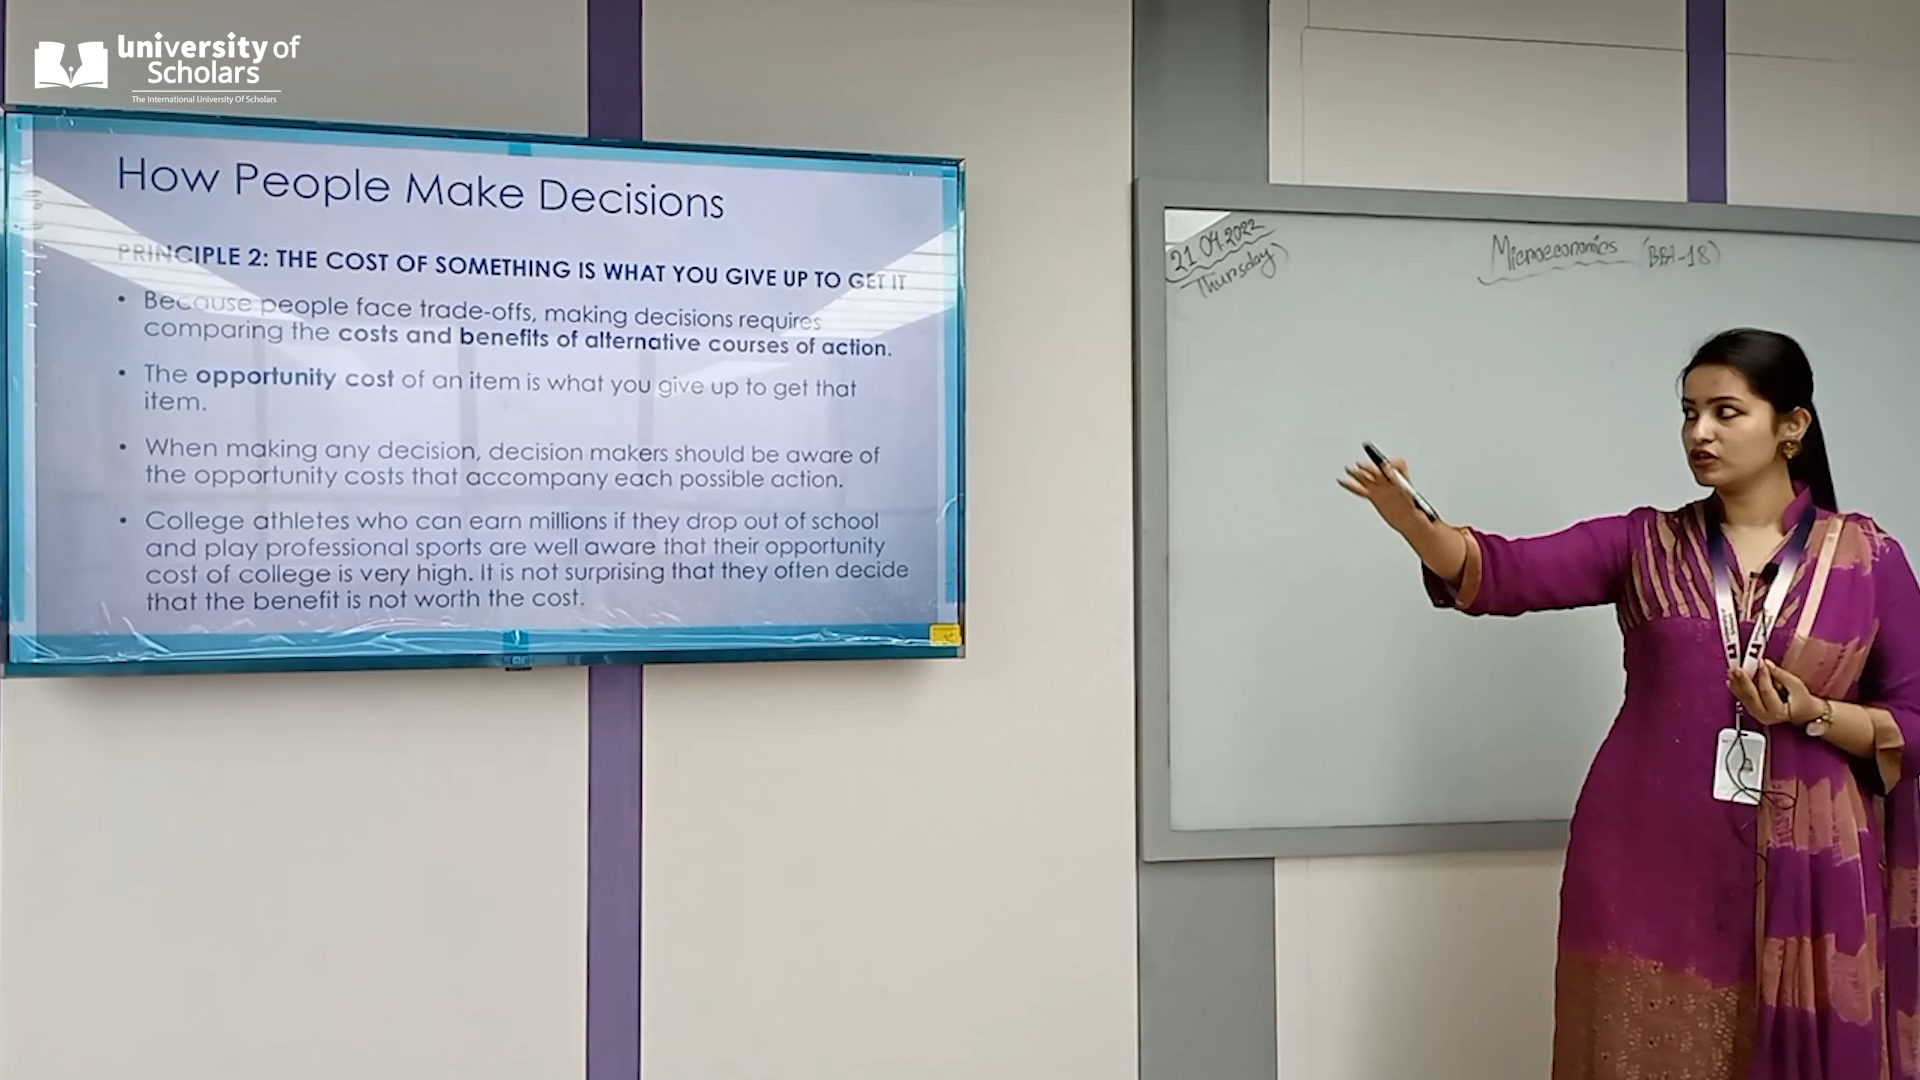 University of
Scholars
The International University Of Scholars
How People Make Decisions
PRINCIPLE 2: THE COST OF SOMETHING IS WHAT YOU GIVE UP TO GET IT
• Because people face trade-offs, making decisions requires
comparing the costs and benefits of alternative courses of action.
• The opportunity cost of an item is what you give up to get that
item.
• When making any decision, decision makers should be aware of
the opportunity costs that accompany each possible action.
• College athletes who can earn millions if they drop out of school
and play professional sports are well aware that their opportunity
cost of college is very high. It is not surprising that they often decide
that the benefit is not worth the cost.
21.04.2022
Thursday
Microeconomics (BBA-18)